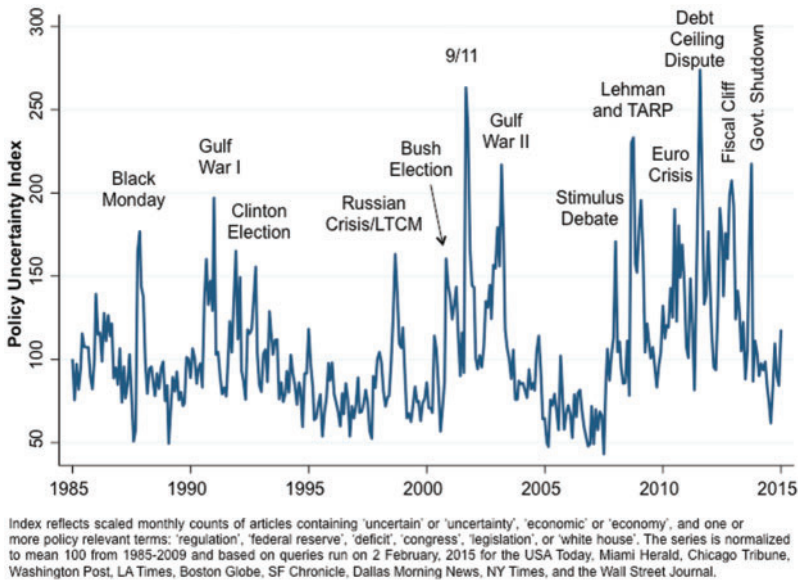 300
250
200
150
100
50
Policy Uncertainty Index
1985
1990
1995
2000
2005
2010
2015
Black
Monday
Gulf
War I
Clinton
Election
Russian
Crisis/LTCM
Bush
Election
9/11
Gulf
War II
Stimulus
Debate
Lehman
and TARP
Euro
Crisis
Debt
Ceiling
Dispute
Fiscal Cliff
Govt. Shutdown
Index reflects scaled monthly counts of articles containing 'uncertain' or 'uncertainty', 'economic' or 'economy', and one or
more policy relevant terms: 'regulation', 'federal reserve', 'deficit', 'congress', 'legislation', or 'white house'. The series is normalized
to mean 100 from 1985-2009 and based on queries run on 2 February, 2015 for the USA Today, Miami Herald, Chicago Tribune,
Washington Post, LA Times, Boston Globe, SF Chronicle, Dallas Morning News, NY Times, and the Wall Street Journal.